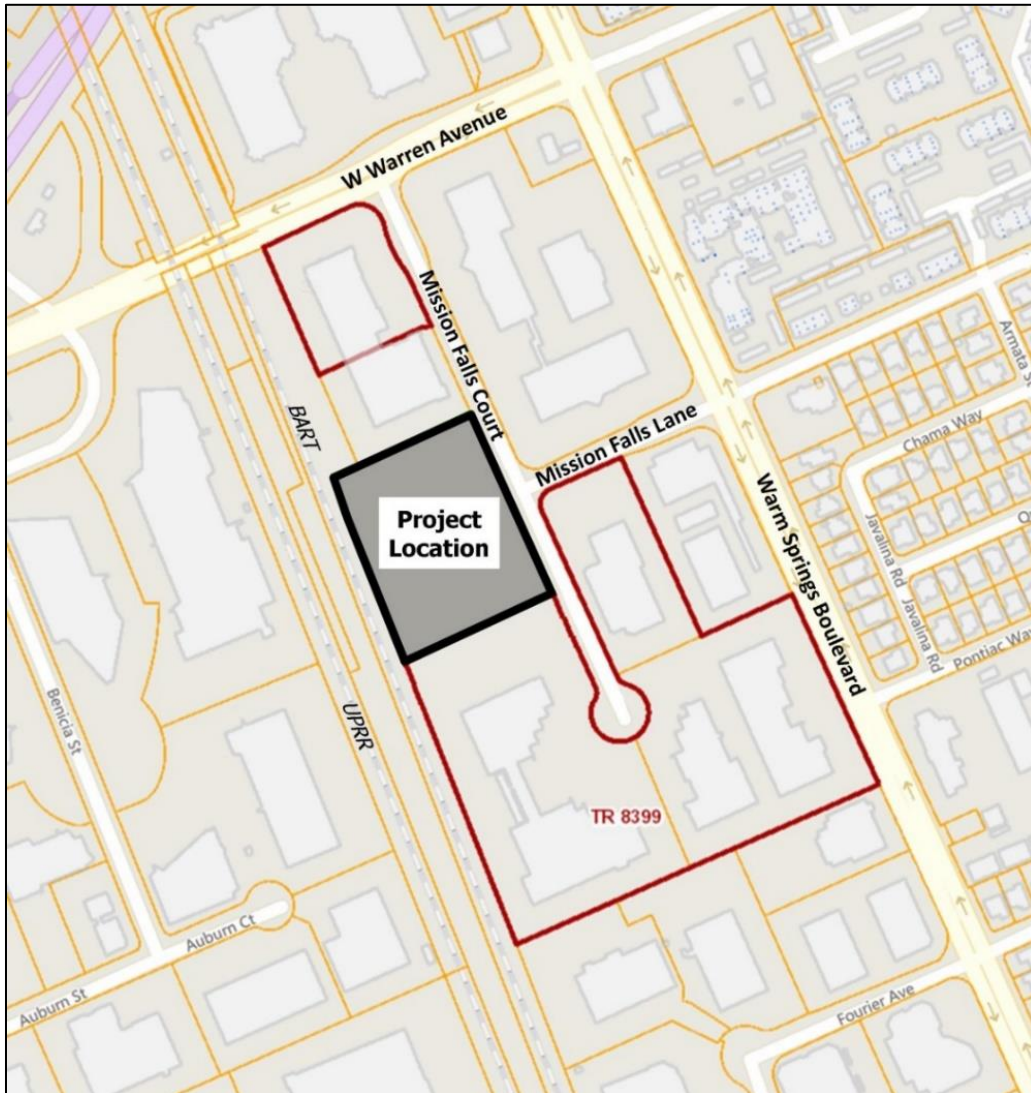 W Warren Avenue
Mission Falls Court
BART
Mission Falls Lane
Armata St
Chama Way
Project
Location
Warm Springs Boulevard
Javalina Rd
Javalina Rd
Pontiac Wa
Benicia St
UPRR
TR 8399
Auburn Ct
Auburn St
Fourier Ave